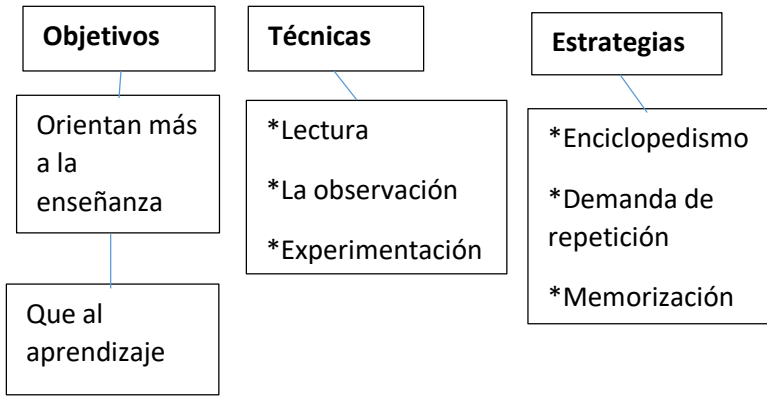 Objetivos
Orientan más
a la
enseñanza
Que al
aprendizaje
Técnicas
*Lectura
*La observación
*Experimentación
Estrategias
*Enciclopedismo
*Demanda de
repetición
*Memorización